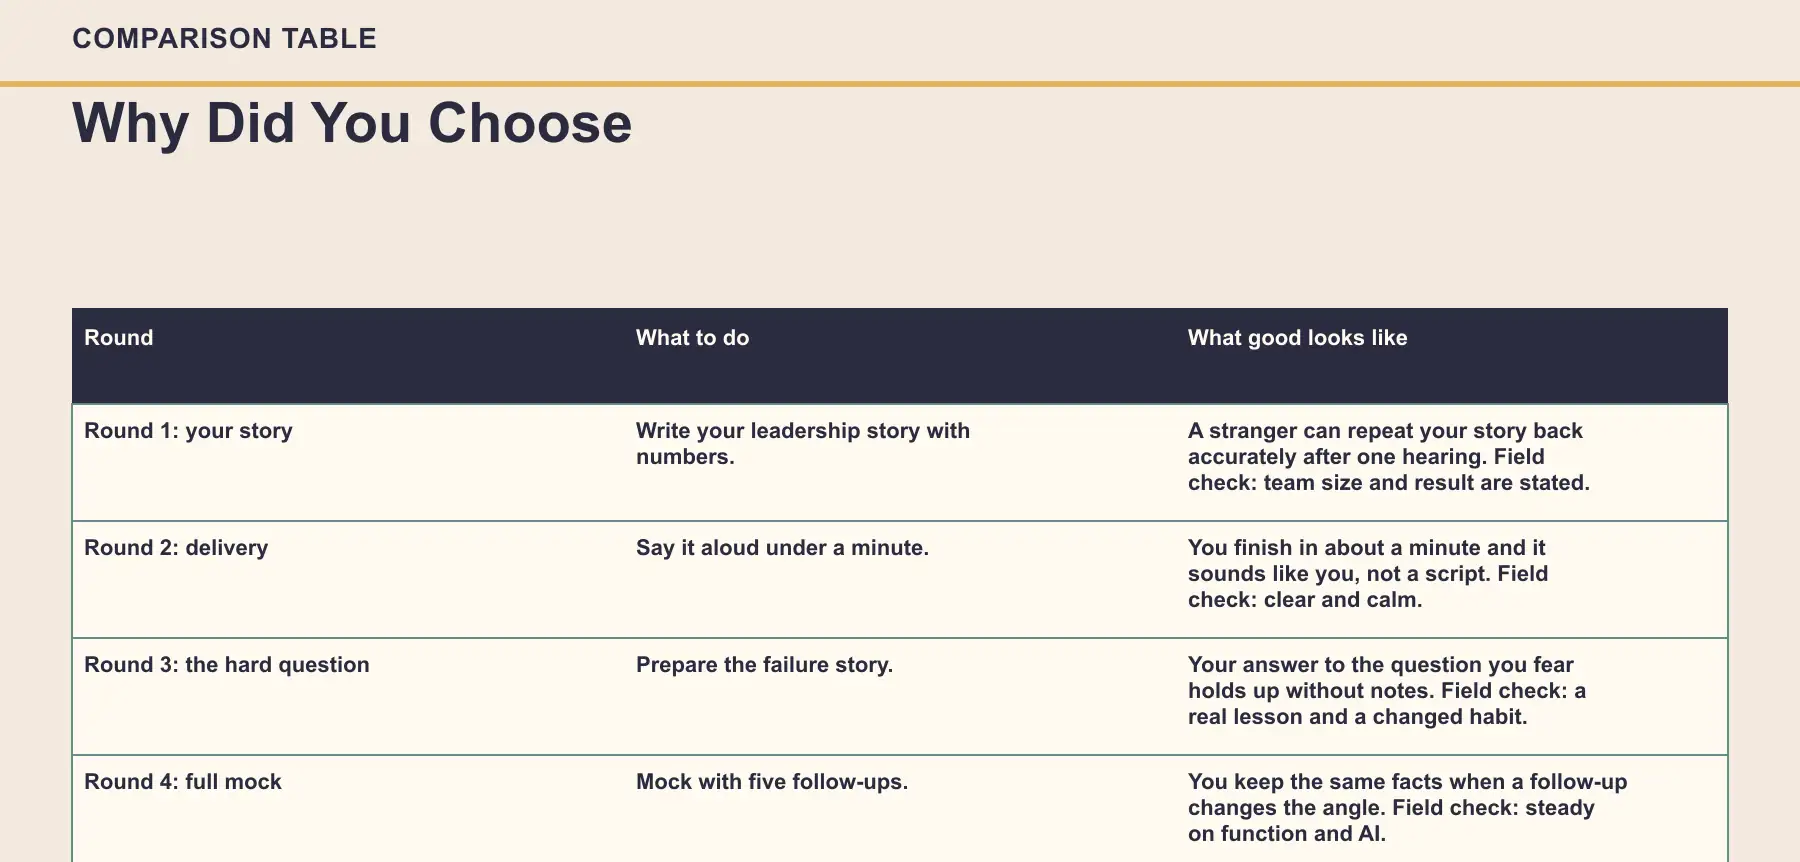 COMPARISON TABLE
Why Did You Choose
Round
What to do
What good looks like
Round 1: your story
Write your leadership story with
numbers.
A stranger can repeat your story back
accurately after one hearing. Field
check: team size and result are stated.
Round 2: delivery
Say it aloud under a minute.
You finish in about a minute and it
sounds like you, not a script. Field
check: clear and calm.
Round 3: the hard question
Prepare the failure story.
Your answer to the question you fear
holds up without notes. Field check: a
real lesson and a changed habit.
Round 4: full mock
Mock with five follow-ups.
You keep the same facts when a follow-up
changes the angle. Field check: steady
on function and AI.